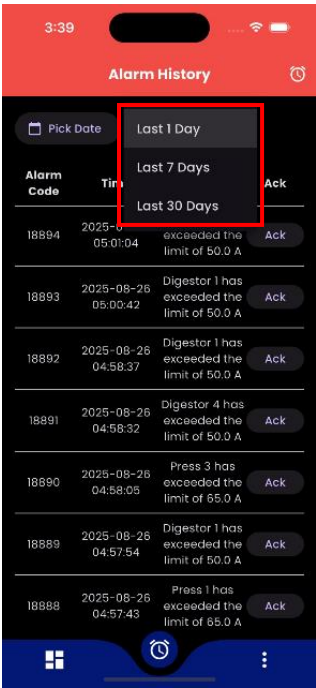 3:39
Alarm History
Pick Date
Last 1 Day
Last 7 Days
Last 30 Days
Alarm Code
Ack
18894
05:01:04
exceeded the
limit of 50.0 A
Ack
18893
2025-08-26
05:00:42
Digestor 1 has
exceeded the
limit of 50.0 A
Ack
18892
2025-08-26
04:58:37
Digestor 1 has
exceeded the
limit of 50.0 A
Ack
18891
2025-08-26
04:58:32
Digestor 4 has
exceeded the
limit of 50.0 A
Ack
18890
2025-08-26
04:58:05
Press 3 has
exceeded the
limit of 65.0 A
Ack
18889
2025-08-26
04:57:54
Digestor 1 has
exceeded the
limit of 50.0 A
Ack
18888
2025-08-26
04:57:43
Press 1 has
exceeded the
limit of 65.0 A
Ack